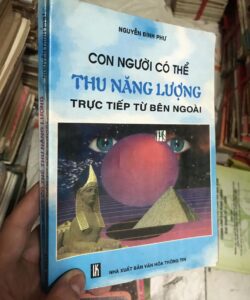 NGUYỄN ĐÌNH PHƯ
CON NGƯỜI CÓ THỂ
THU NĂNG LƯỢNG
TRỰC TIẾP TỪ BÊN NGOÀI
NHÀ XUẤT BẢN VĂN HÓA THÔNG TIN